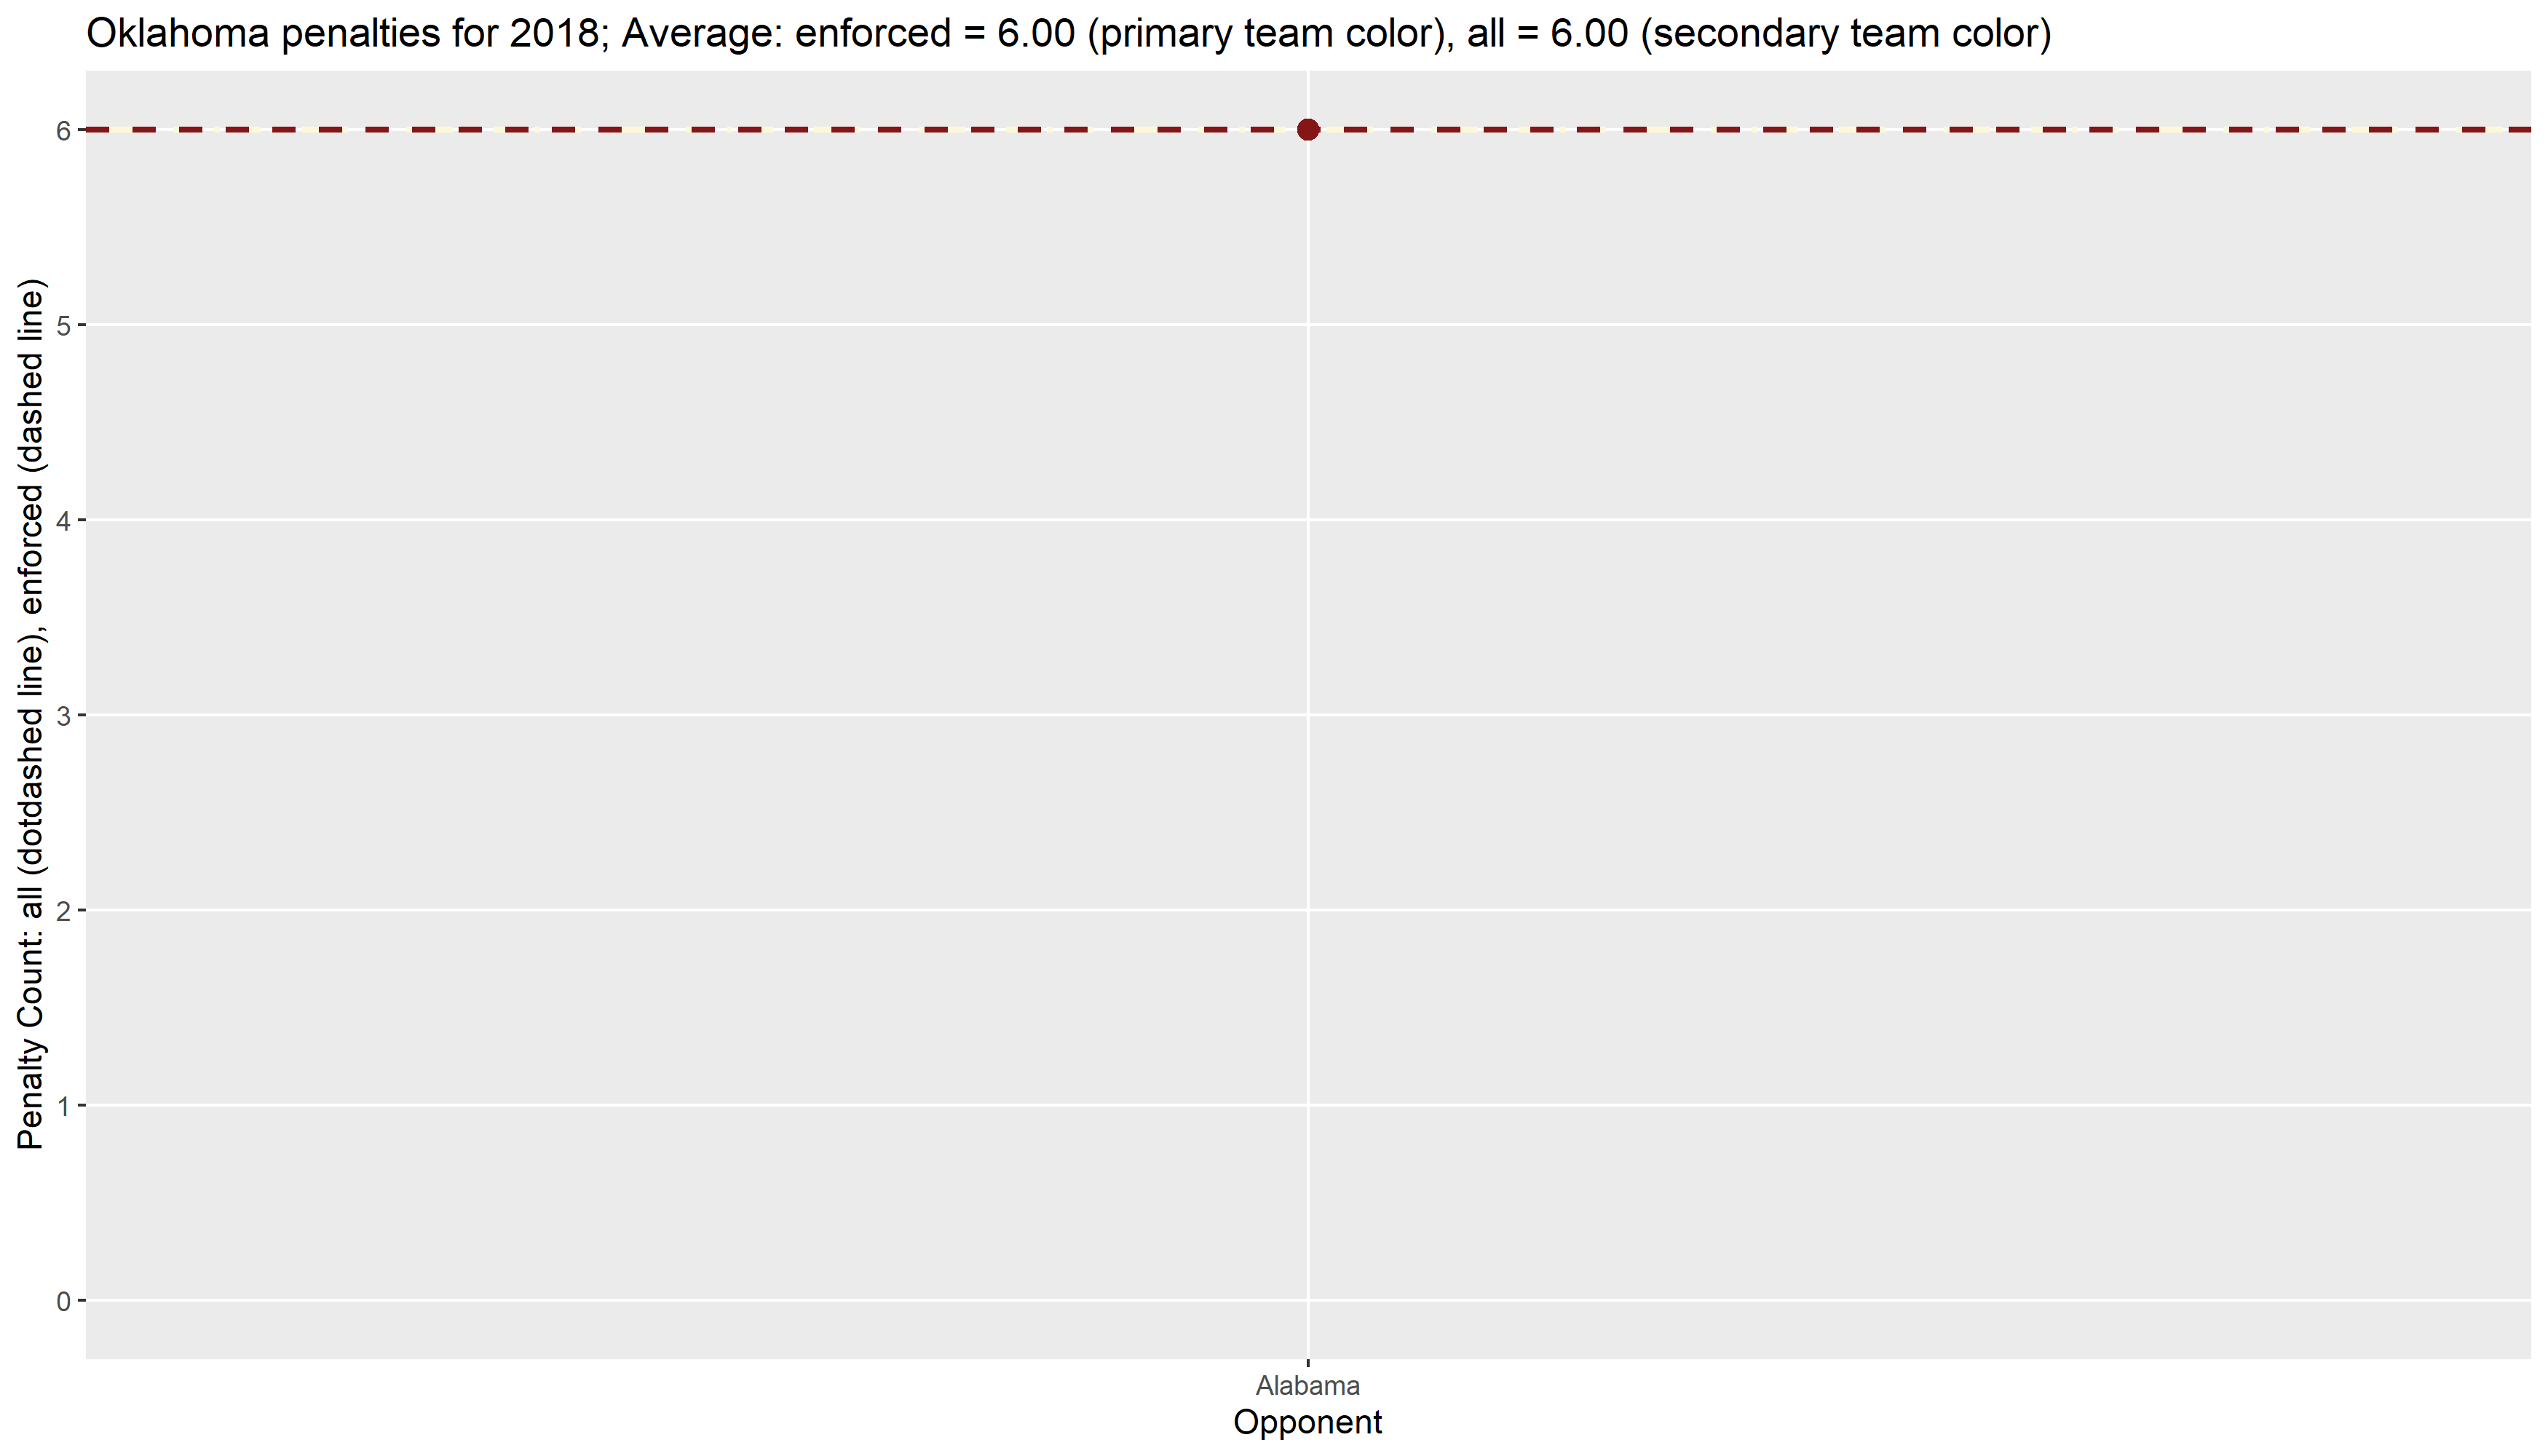 Oklahoma penalties for 2018; Average: enforced = 6.00 (primary team color), all = 6.00 (secondary team color)
Penalty Count: all (dotdashed line), enforced (dashed line)
6
5
4
3
2
1
0
Alabama
Opponent